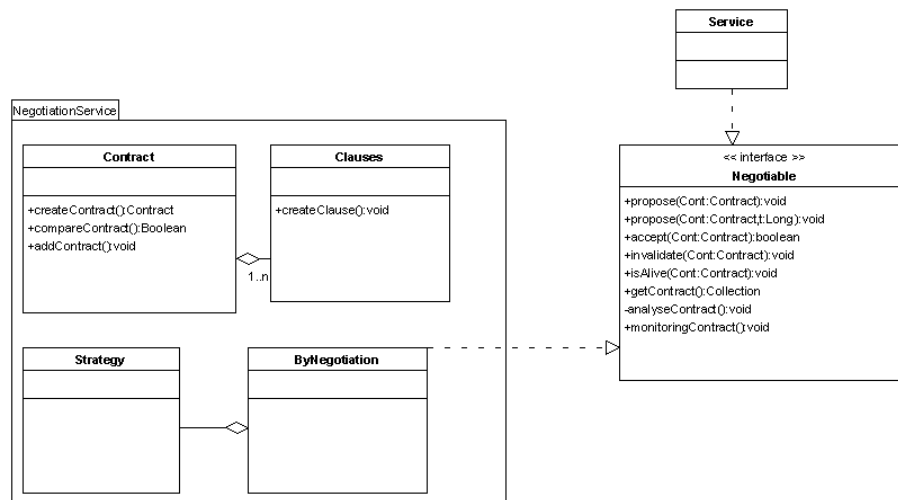 Service
NegotiationService
Contract
+createContract():Contract
+compareContract():Boolean
+addContract():void
Clauses
+createClause():void
1..n
<< interface >>
Negotiable
+propose(Cont:Contract):void
+propose(Cont:Contract,t:Long):void
+accept(Cont:Contract):boolean
+invalidate(Cont:Contract):void
+isAlive(Cont:Contract):void
+getContract():Collection
-analyseContract():void
+monitoringContract():void
Strategy
ByNegotiation